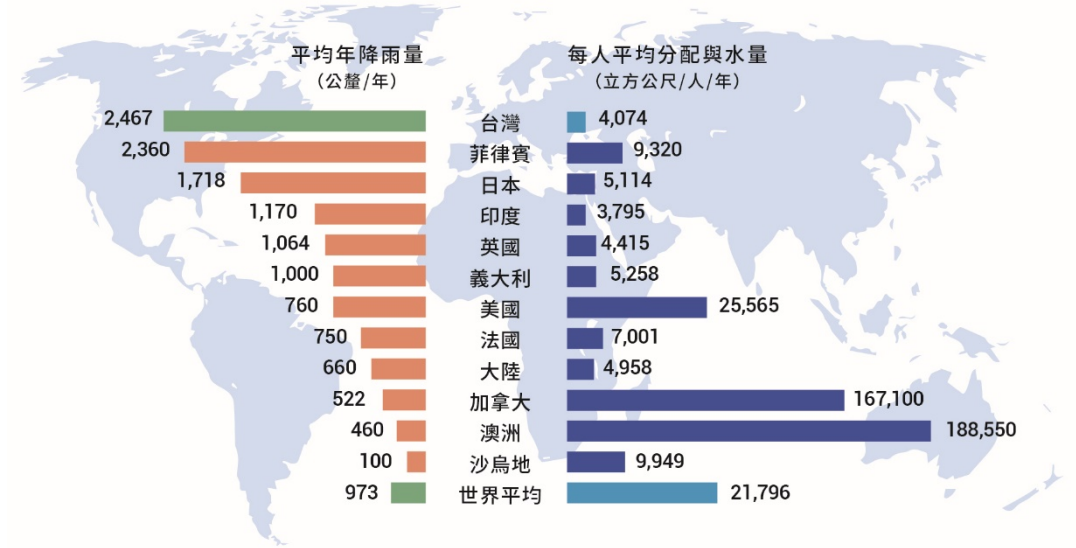 平均年降雨量
（公釐/年）
每人平均分配與水量
（立方公尺/人/年）
2,467 台灣 4,074
2,360 菲律賓 9,320
1,718 日本 5,114
1,170 印度 3,795
1,064 英國 4,415
1,000 義大利 5,258
760 美國 25,565
750 法國 7,001
660 大陸 4,958
522 加拿大 167,100
460 澳洲 188,550
100 沙烏地 9,949
973 世界平均 21,796